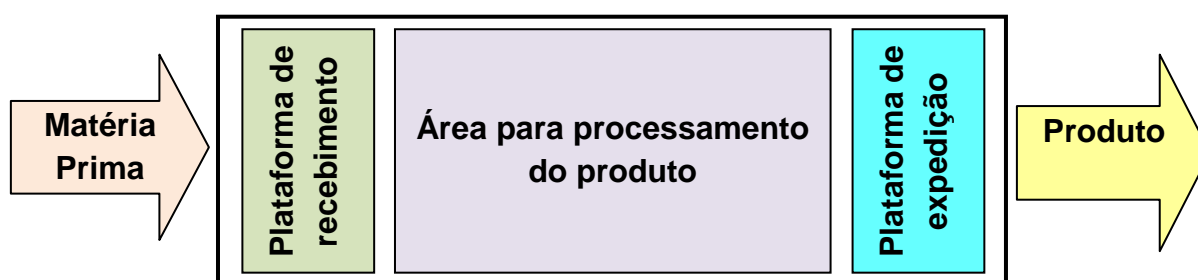 Matéria
Prima
Plataforma de
recebimento
Área para processamento
do produto
Plataforma de
expedição
Produto